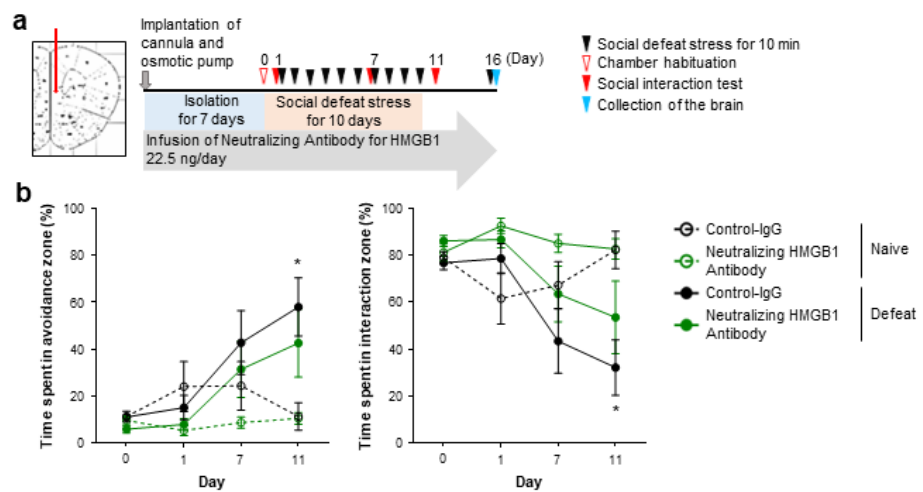 a
Implantation of
cannula and
osmotic pump
0 1 7 11 16 (Day)
Isolation
for 7 days
Social defeat stress
for 10 days
Infusion of Neutralizing Antibody for HMGB1
22.5 ng/day
Social defeat stress for 10 min
Chamber habituation
Social interaction test
Collection of the brain
b
Time spent in avoidance zone (%)
100
80
60
40
20
0
*
0 1 7 11
Day
Time spent in interaction zone (%)
100
80
60
40
20
0
*
0 1 7 11
Day
Control-IgG
Neutralizing HMGB1
Antibody
Naive
Control-IgG
Neutralizing HMGB1
Antibody
Defeat